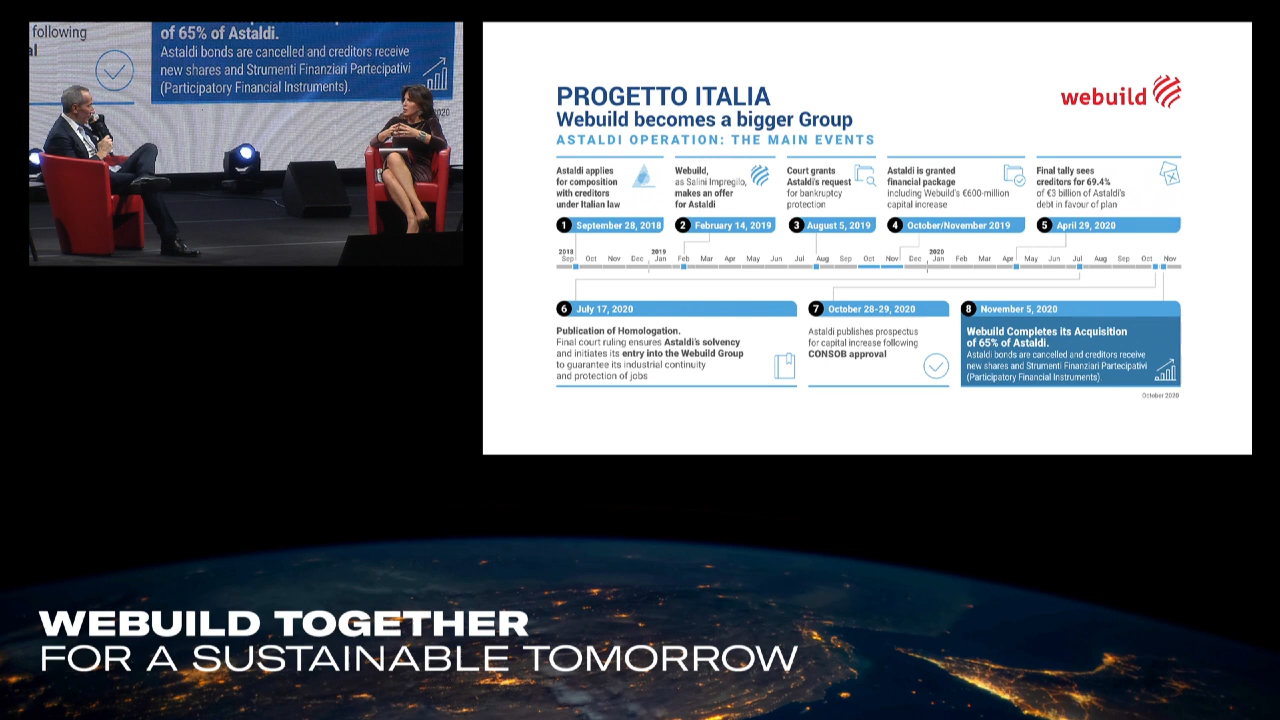 following
al
of 65% of Astaldi.
Astaldi bonds are cancelled and creditors receive
new shares and Strumenti Finanziari Partecipativi
(Participatory Financial Instruments).
2020
PROGETTO ITALIA
Webuild becomes a bigger Group
ASTALDI OPERATION: THE MAIN EVENTS
webuild
Astaldi applies
for composition
with creditors
under Italian law
1 September 28, 2018
Webuild,
as Salini Impregilo,
makes an offer
for Astaldi
2 February 14, 2019
Court grants
Astaldi's request
for bankruptcy
protection
3 August 5, 2019
Astaldi is granted
financial package
including Webuild's €600-million
capital increase
4 October/November 2019
Final tally sees
creditors for 69.4%
of €3 billion of Astaldi's
debt in favour of plan
5 April 29, 2020
2018 2019 2020
Sep Oct Nov Dec Jan Feb Mar Apr May Jun Jul Aug Sep Oct Nov Dec Jan Feb Mar Apr May Jun Jul Aug Sep Oct Nov
6 July 17, 2020
Publication of Homologation.
Final court ruling ensures Astaldi's solvency
and initiates its entry into the Webuild Group
to guarantee its industrial continuity
and protection of jobs
7 October 28-29, 2020
Astaldi publishes prospectus
for capital increase following
CONSOB approval
8 November 5, 2020
Webuild Completes its Acquisition
of 65% of Astaldi.
Astaldi bonds are cancelled and creditors receive
new shares and Strumenti Finanziari Partecipativi
(Participatory Financial Instruments).
October 2020
WEBUILD TOGETHER
FOR A SUSTAINABLE TOMORROW